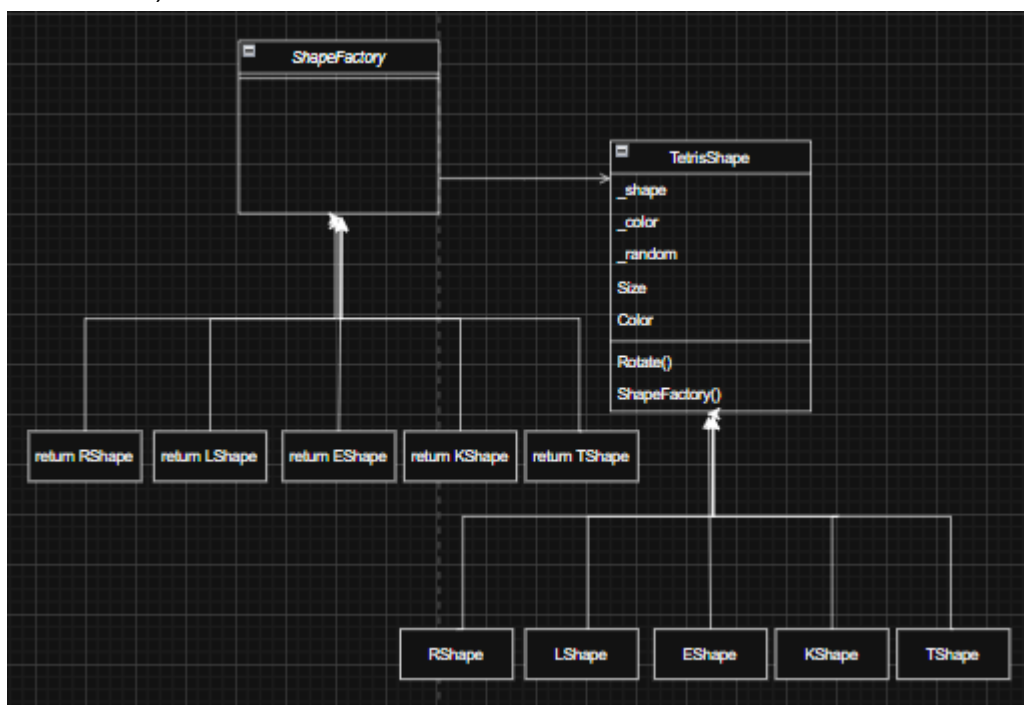 ShapeFactory
TetrisShape
_shape
_color
_random
Size
Color
Rotate()
ShapeFactory()
return RShape
return LShape
return EShape
return KShape
return TShape
RShape
LShape
EShape
KShape
TShape